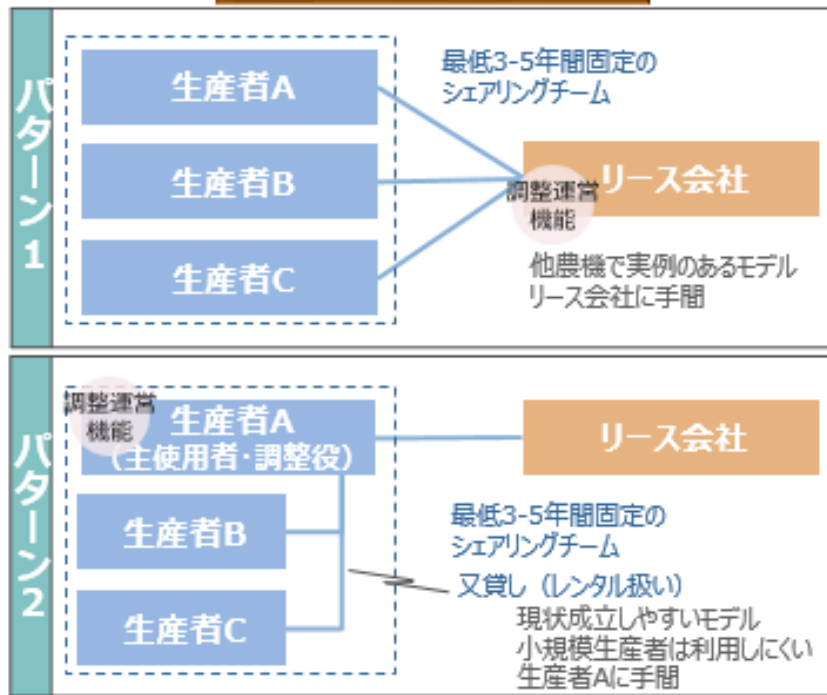 パターン1
生産者A
生産者B
生産者C
最低3-5年間固定の
シェアリングチーム
リース会社
調整運営
機能
他農機で実例のあるモデル
リース会社に手間
パターン2
調整運営
機能
生産者A
（主使用者・調整役）
生産者B
生産者C
リース会社
最低3-5年間固定の
シェアリングチーム
又貸し（レンタル扱い）
現状成立しやすいモデル
小規模生産者は利用しにくい
生産者Aに手間